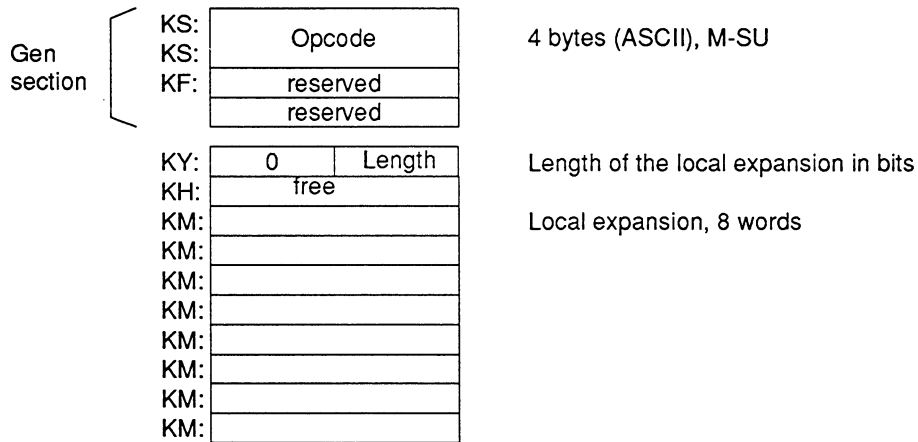 KS: Opcode 4 bytes (ASCII), M-SU
Gen KS:
section KF: reserved
reserved
KY: 0 Length Length of the local expansion in bits
KH: free
KM: Local expansion, 8 words
KM:
KM:
KM:
KM:
KM:
KM:
KM: